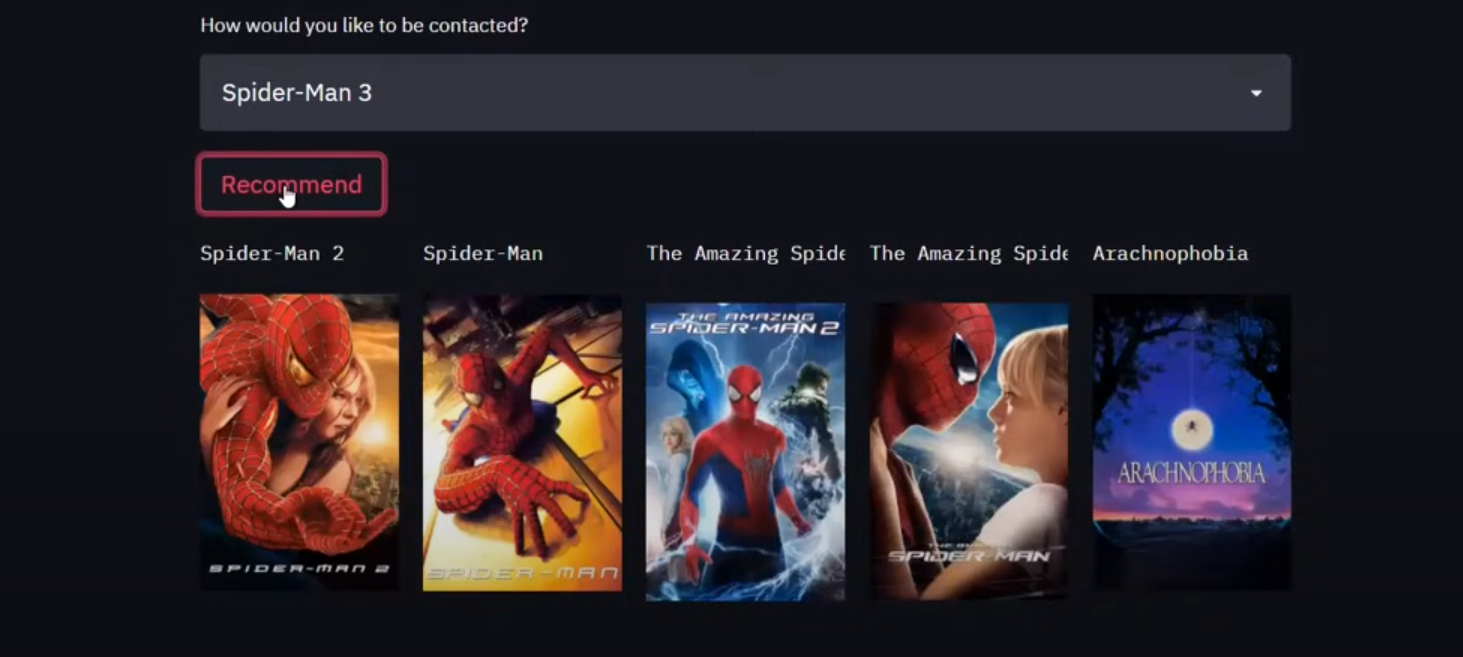 How would you like to be contacted?
Spider-Man 3
Recommend
Spider-Man 2
Spider-Man
The Amazing Spide
The Amazing Spide
Arachnophobia
SPIDER-MAN 2
SPIDER-MAN
THE AMAZING
SPIDER-MAN 2
THE AMAZING
SPIDER-MAN
ARACHNOPHOBIA